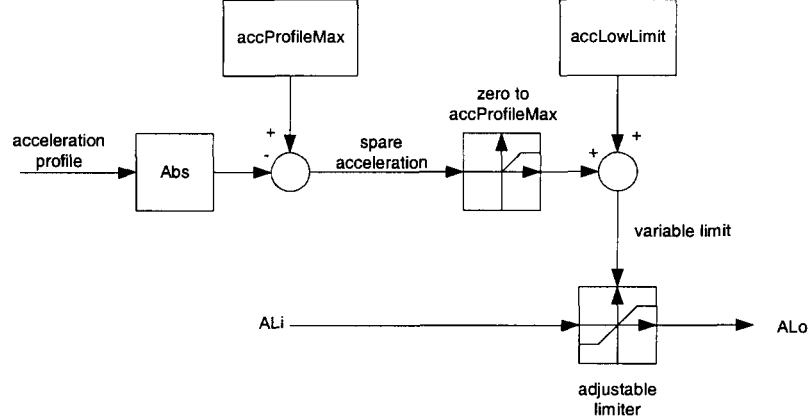 accProfileMax
accLowLimit
zero to
accProfileMax
acceleration
profile
Abs
+
-
spare
acceleration
+
+
variable limit
ALi
ALo
adjustable
limiter